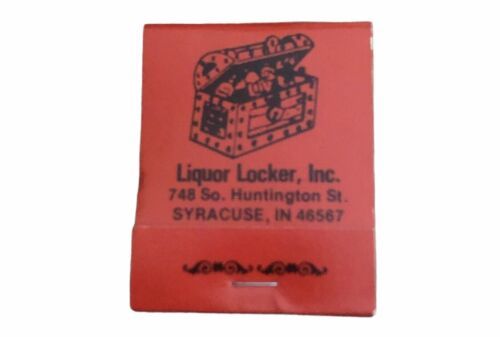 Liquor Locker, Inc.
748 So. Huntington St.
SYRACUSE, IN 46567